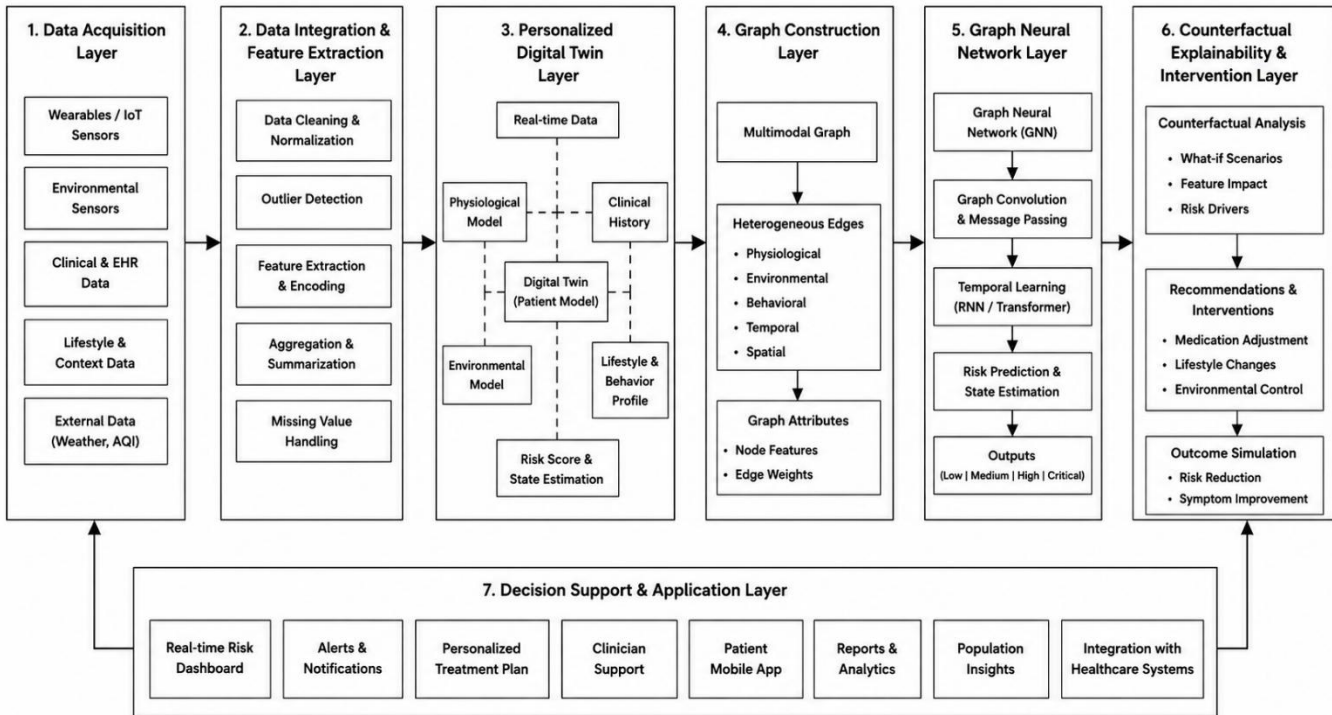 1. Data Acquisition
Layer
Wearables / IoT
Sensors
Environmental
Sensors
Clinical & EHR
Data
Lifestyle &
Context Data
External Data
(Weather, AQI)
2. Data Integration &
Feature Extraction
Layer
Data Cleaning &
Normalization
Outlier Detection
Feature Extraction
& Encoding
Aggregation &
Summarization
Missing Value
Handling
3. Personalized
Digital Twin
Layer
Real-time Data
Physiological
Model
Clinical
History
Digital Twin
(Patient Model)
Environmental
Model
Lifestyle &
Behavior
Profile
Risk Score &
State Estimation
4. Graph Construction
Layer
Multimodal Graph
Heterogeneous Edges
• Physiological
• Environmental
• Behavioral
• Temporal
• Spatial
Graph Attributes
• Node Features
• Edge Weights
5. Graph Neural
Network Layer
Graph Neural
Network (GNN)
Graph Convolution
& Message Passing
Temporal Learning
(RNN / Transformer)
Risk Prediction &
State Estimation
Outputs
(Low | Medium | High | Critical)
6. Counterfactual
Explainability &
Intervention Layer
Counterfactual Analysis
• What-if Scenarios
• Feature Impact
• Risk Drivers
Recommendations &
Interventions
• Medication Adjustment
• Lifestyle Changes
• Environmental Control
Outcome Simulation
• Risk Reduction
• Symptom Improvement
7. Decision Support & Application Layer
Real-time Risk
Dashboard
Alerts &
Notifications
Personalized
Treatment Plan
Clinician
Support
Patient
Mobile App
Reports &
Analytics
Population
Insights
Integration with
Healthcare Systems